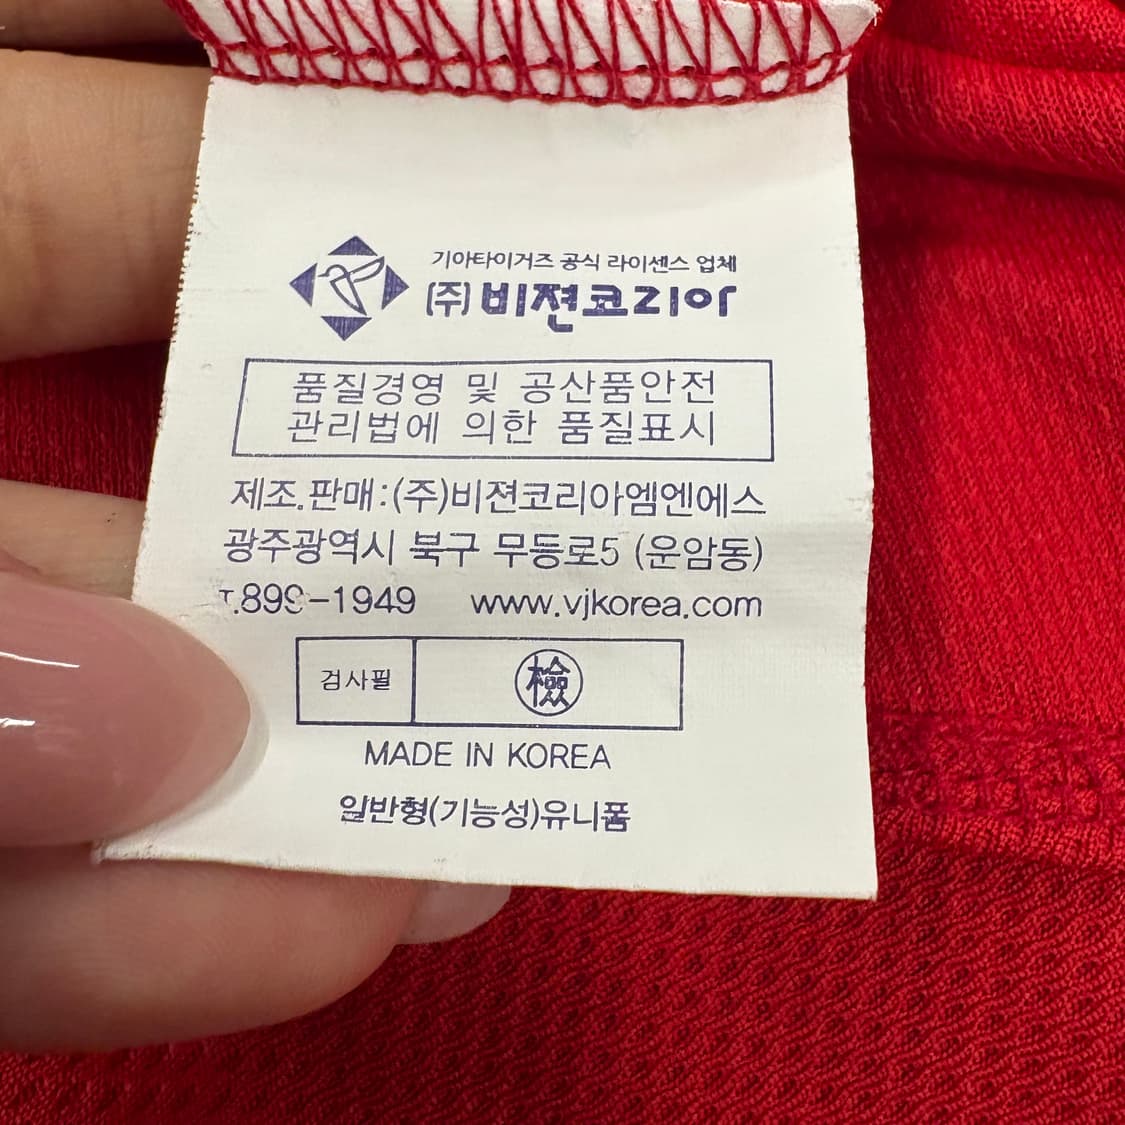 기아타이거즈 공식 라이센스 업체
(주)비젼코리아
품질경영 및 공산품안전
관리법에 의한 품질표시
제조.판매:(주)비젼코리아엠엔에스
광주광역시 북구 무등로5 (운암동)
T.899-1949 www.vjkorea.com
검사필 檢
MADE IN KOREA
일반형(기능성)유니폼